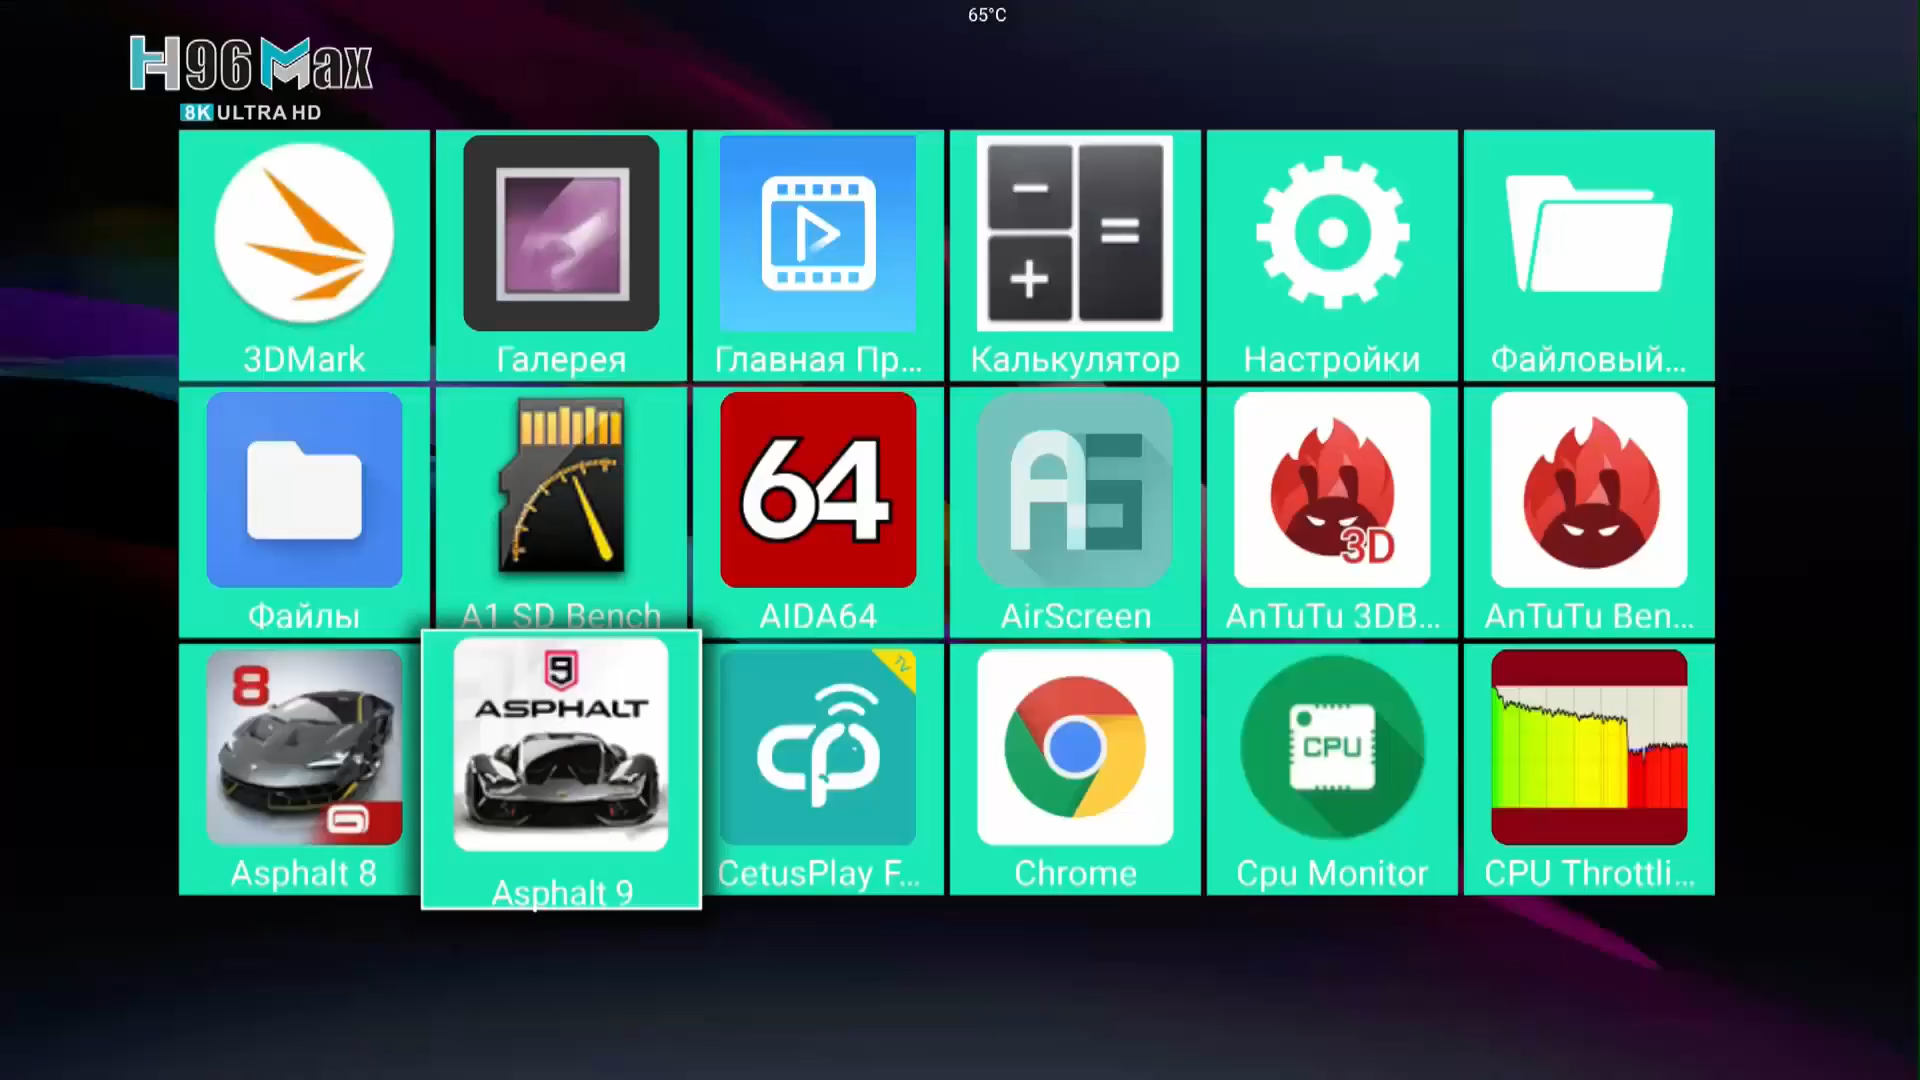 65°C
H96 Max
8K ULTRA HD
3DMark
Галерея
Главная Пр...
Калькулятор
Настройки
Файловый...
64
AS
3D
Файлы
A1 SD Bench
AIDA64
AirScreen
AnTuTu 3DB...
AnTuTu Ben...
8
9
ASPHALT
TV
CPU
Asphalt 8
Asphalt 9
CetusPlay F...
Chrome
Cpu Monitor
CPU Throttli...